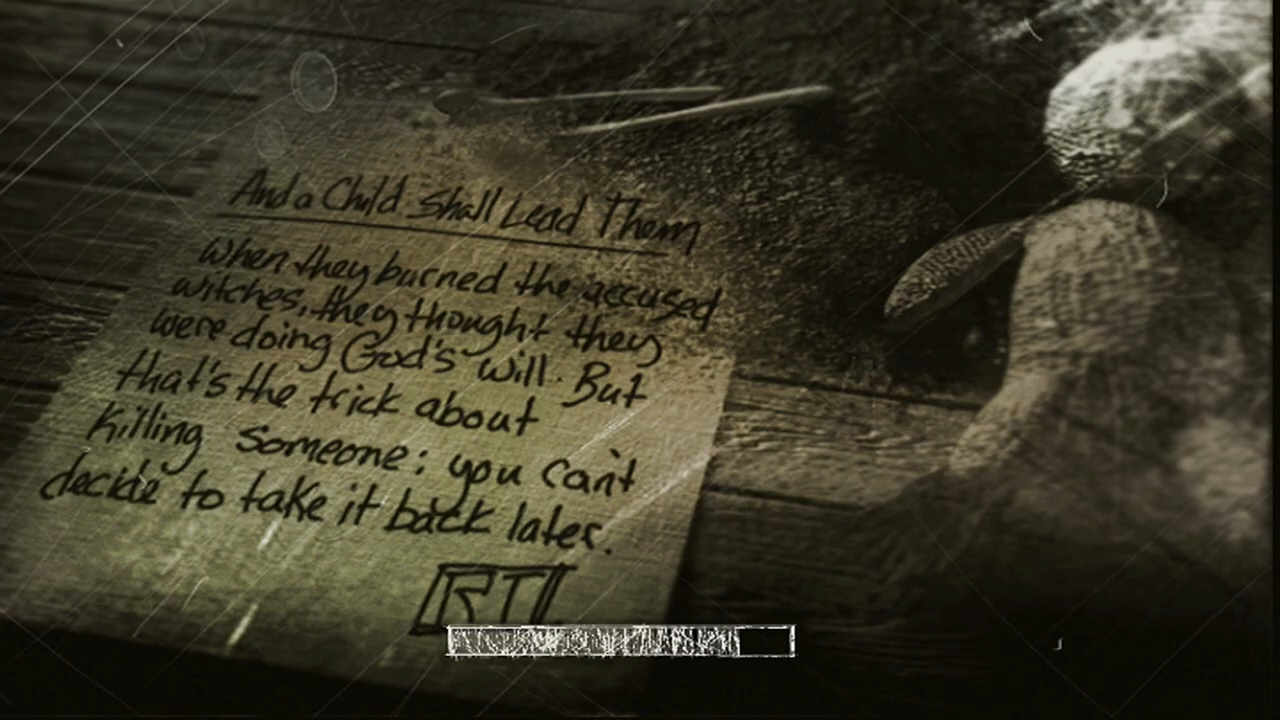 And a Child Shall Lead Them
When they burned the accused
witches, they thought they
were doing God's will. But
that's the trick about
killing someone: you can't
decide to take it back later.